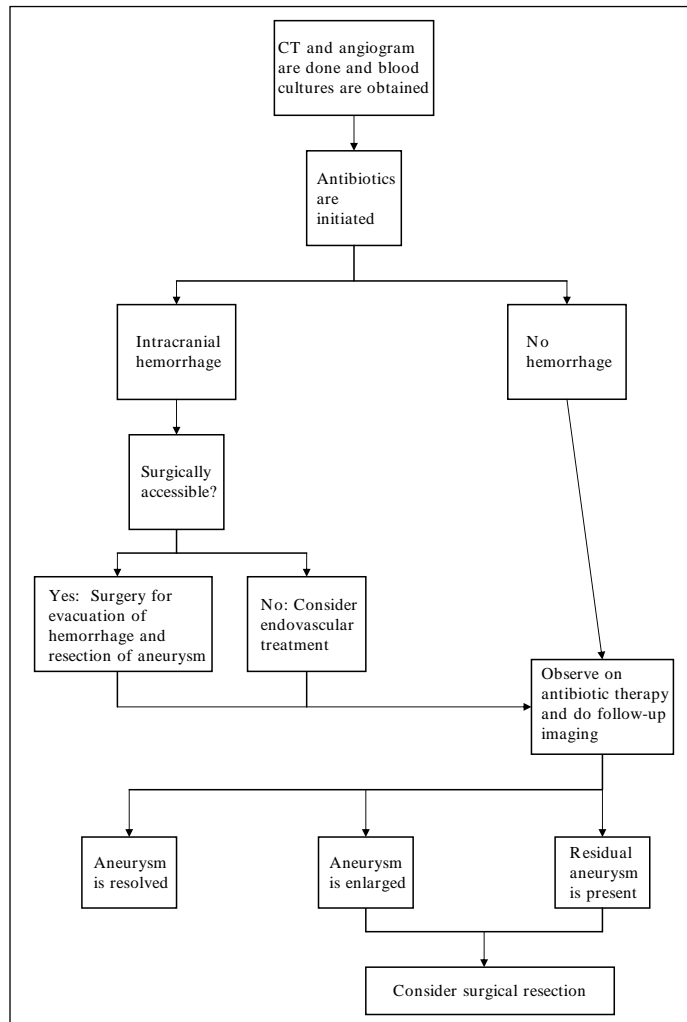 CT and angiogram
are done and blood
cultures are obtained
Antibiotics
are
initiated
Intracranial
hemorrhage
No
hemorrhage
Surgically
accessible?
Yes: Surgery for
evacuation of
hemorrhage and
resection of aneurysm
No: Consider
endovascular
treatment
Observe on
antibiotic therapy
and do follow-up
imaging
Aneurysm
is resolved
Aneurysm
is enlarged
Residual
aneurysm
is present
Consider surgical resection